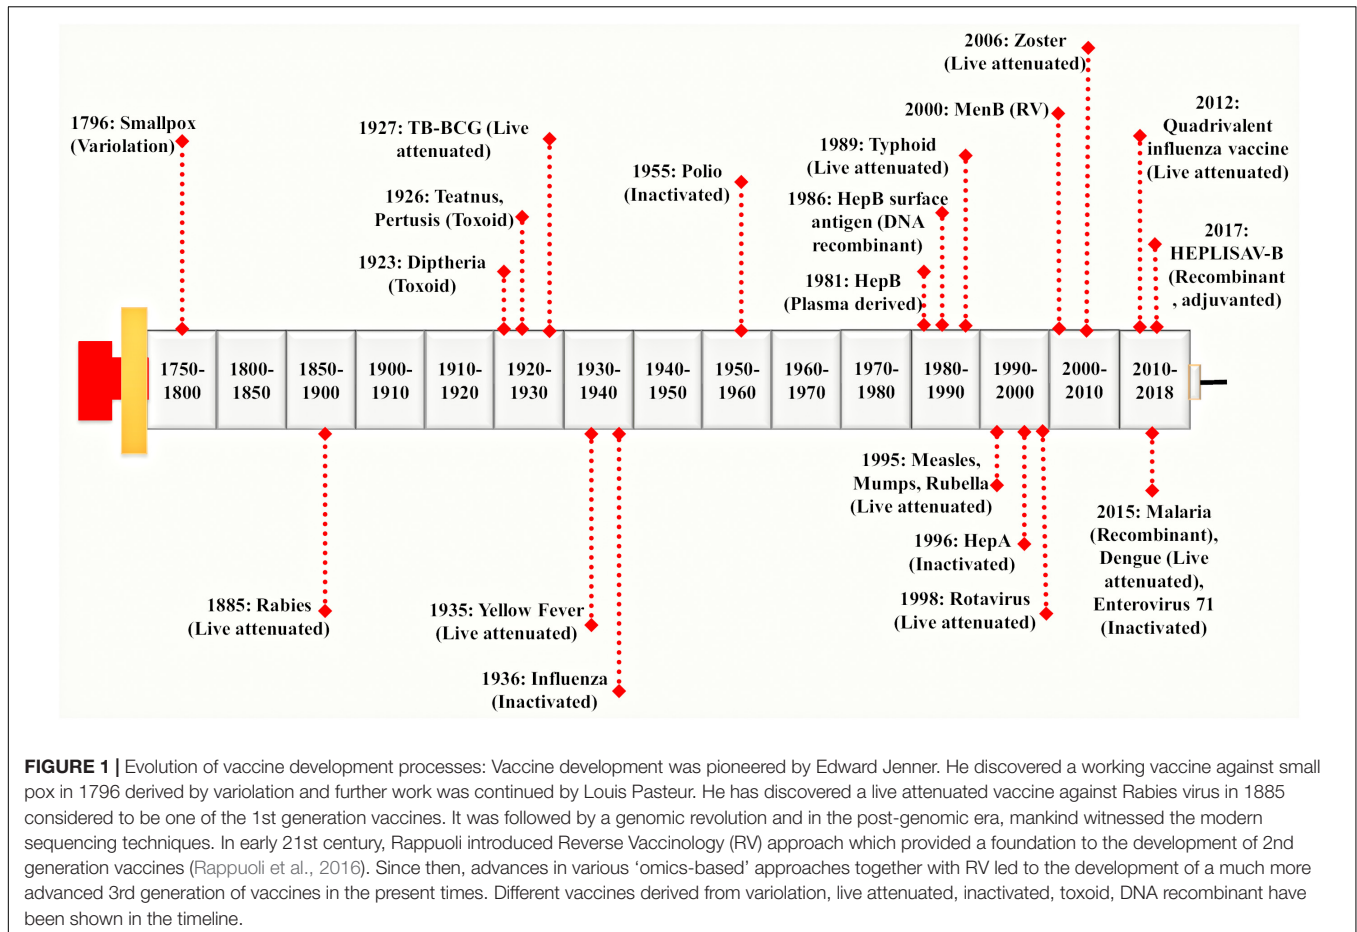 2006: Zoster
(Live attenuated)
2000: MenB (RV)
2012:
Quadrivalent
influenza vaccine
(Live attenuated)
1796: Smallpox
(Variolation)
1927: TB-BCG (Live
attenuated)
1989: Typhoid
(Live attenuated)
1955: Polio
(Inactivated)
1926: Teatnus,
Pertusis (Toxoid)
1986: HepB surface
antigen (DNA
recombinant)
2017:
HEPLISAV-B
(Recombinant
, adjuvanted)
1923: Diptheria
(Toxoid)
1981: HepB
(Plasma derived)
1750-
1800
1800-
1850
1850-
1900
1900-
1910
1910-
1920
1920-
1930
1930-
1940
1940-
1950
1950-
1960
1960-
1970
1970-
1980
1980-
1990
1990-
2000
2000-
2010
2010-
2018
1995: Measles,
Mumps, Rubella
(Live attenuated)
1996: HepA
(Inactivated)
1998: Rotavirus
(Live attenuated)
2015: Malaria
(Recombinant),
Dengue (Live
attenuated),
Enterovirus 71
(Inactivated)
1885: Rabies
(Live attenuated)
1935: Yellow Fever
(Live attenuated)
1936: Influenza
(Inactivated)
FIGURE 1 | Evolution of vaccine development processes: Vaccine development was pioneered by Edward Jenner. He discovered a working vaccine against small
pox in 1796 derived by variolation and further work was continued by Louis Pasteur. He has discovered a live attenuated vaccine against Rabies virus in 1885
considered to be one of the 1st generation vaccines. It was followed by a genomic revolution and in the post-genomic era, mankind witnessed the modern
sequencing techniques. In early 21st century, Rappuoli introduced Reverse Vaccinology (RV) approach which provided a foundation to the development of 2nd
generation vaccines (Rappuoli et al., 2016). Since then, advances in various ‘omics-based’ approaches together with RV led to the development of a much more
advanced 3rd generation of vaccines in the present times. Different vaccines derived from variolation, live attenuated, inactivated, toxoid, DNA recombinant have
been shown in the timeline.